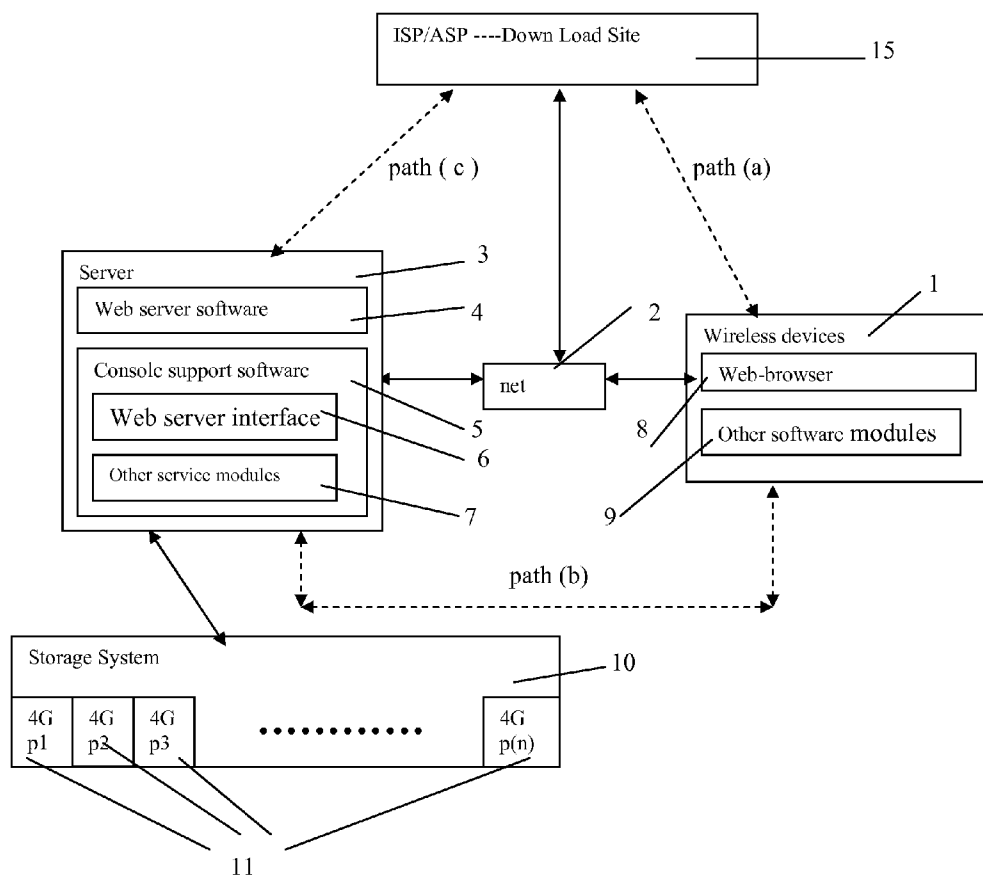 ISP/ASP ----Down Load Site
15
path ( c )
path (a)
Server
3
Web server software
4
Console support software
5
Web server interface
6
Other service modules
7
2
net
1
Wireless devices
Web-browser
8
Other software modules
9
path (b)
Storage System
10
4G
p1
4G
p2
4G
p3
4G
p(n)
11